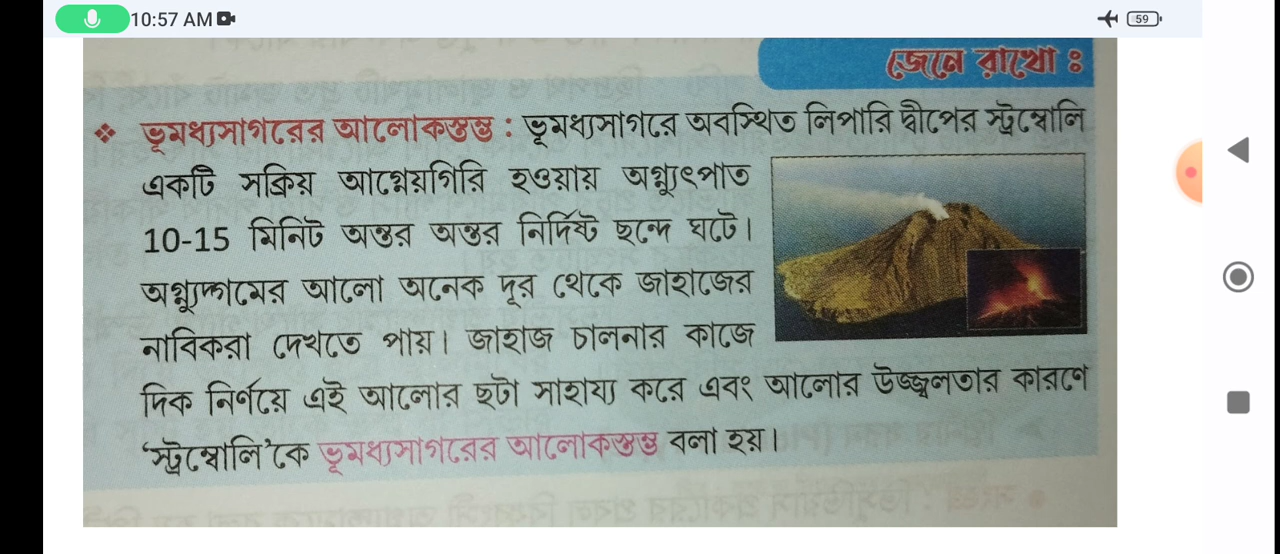 10:57 AM
59
জেনে রাখো ঃ
❖ ভূমধ্যসাগরের আলোকস্তম্ভ : ভূমধ্যসাগরে অবস্থিত লিপারি দ্বীপের স্ট্রম্বোলি
একটি সক্রিয় আগ্নেয়গিরি হওয়ায় অগ্ন্যুৎপাত
10-15 মিনিট অন্তর অন্তর নির্দিষ্ট ছন্দে ঘটে।
অগ্ন্যুদ্গমের আলো অনেক দূর থেকে জাহাজের
নাবিকরা দেখতে পায়। জাহাজ চালনার কাজে
দিক নির্ণয়ে এই আলোর ছটা সাহায্য করে এবং আলোর উজ্জ্বলতার কারণে
‘স্ট্রম্বোলি’কে ভূমধ্যসাগরের আলোকস্তম্ভ বলা হয়।